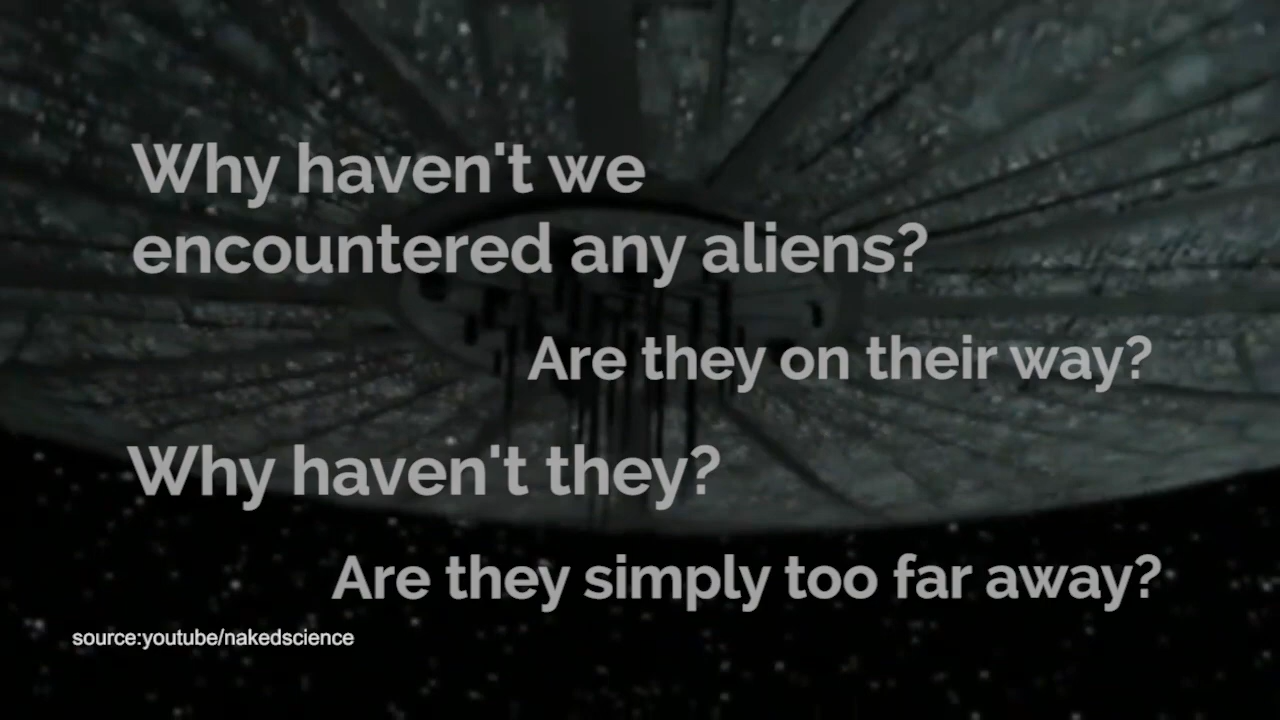 Why haven't we
encountered any aliens?
Are they on their way?
Why haven't they?
Are they simply too far away?
source:youtube/nakedscience